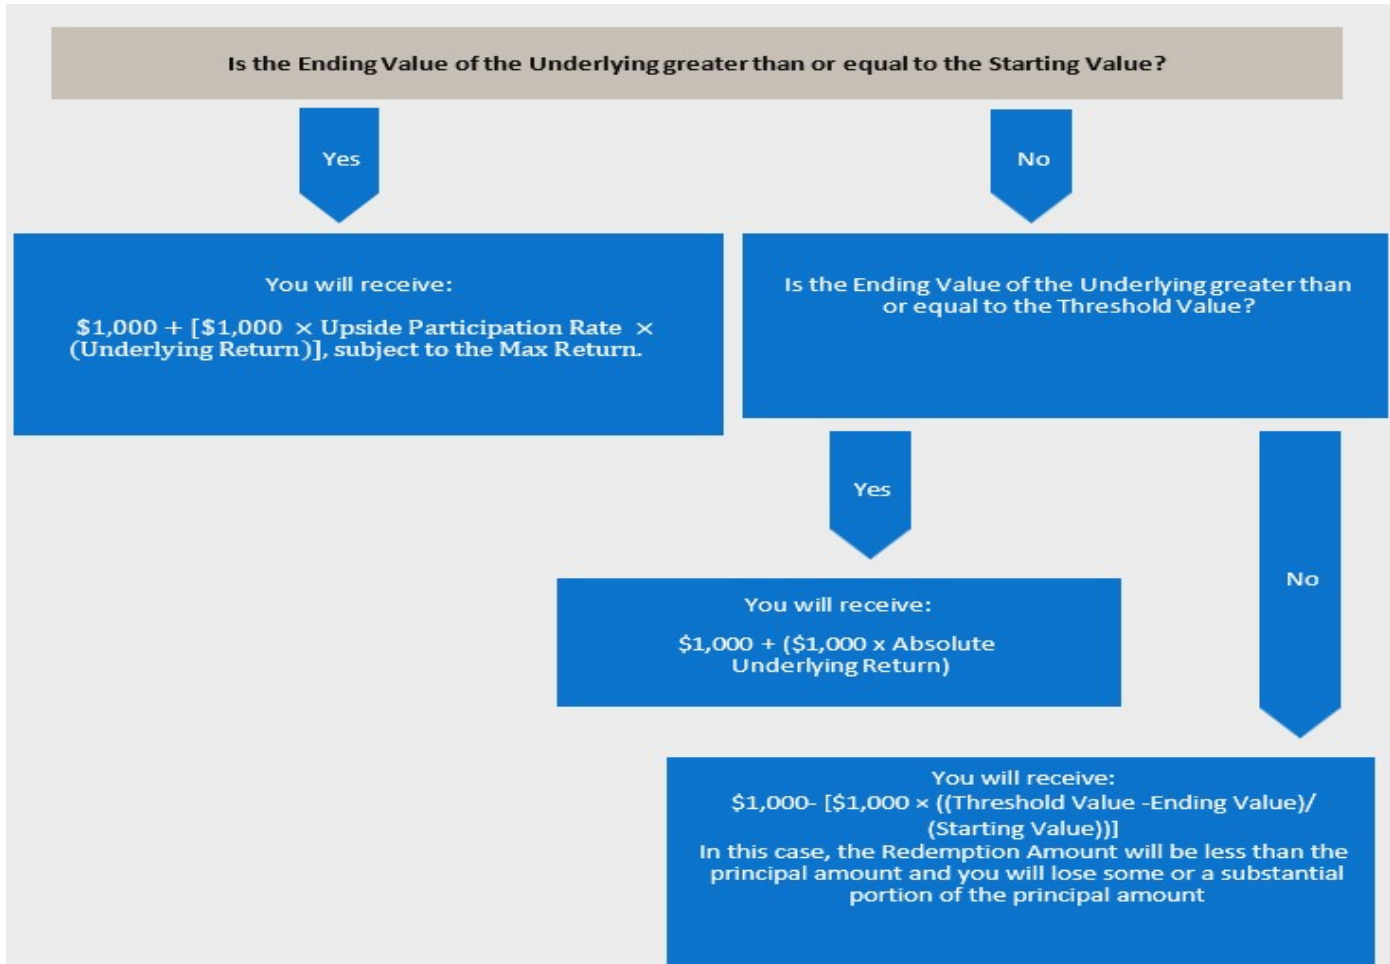 Is the Ending Value of the Underlying greater than or equal to the Starting Value?
Yes
No
You will receive:
$1,000 + [$1,000 × Upside Participation Rate ×
(Underlying Return)], subject to the Max Return.
Is the Ending Value of the Underlying greater than
or equal to the Threshold Value?
Yes
No
You will receive:
$1,000 + ($1,000 x Absolute
Underlying Return)
You will receive:
$1,000- [$1,000 × ((Threshold Value -Ending Value)/
(Starting Value))]
In this case, the Redemption Amount will be less than the
principal amount and you will lose some or a substantial
portion of the principal amount